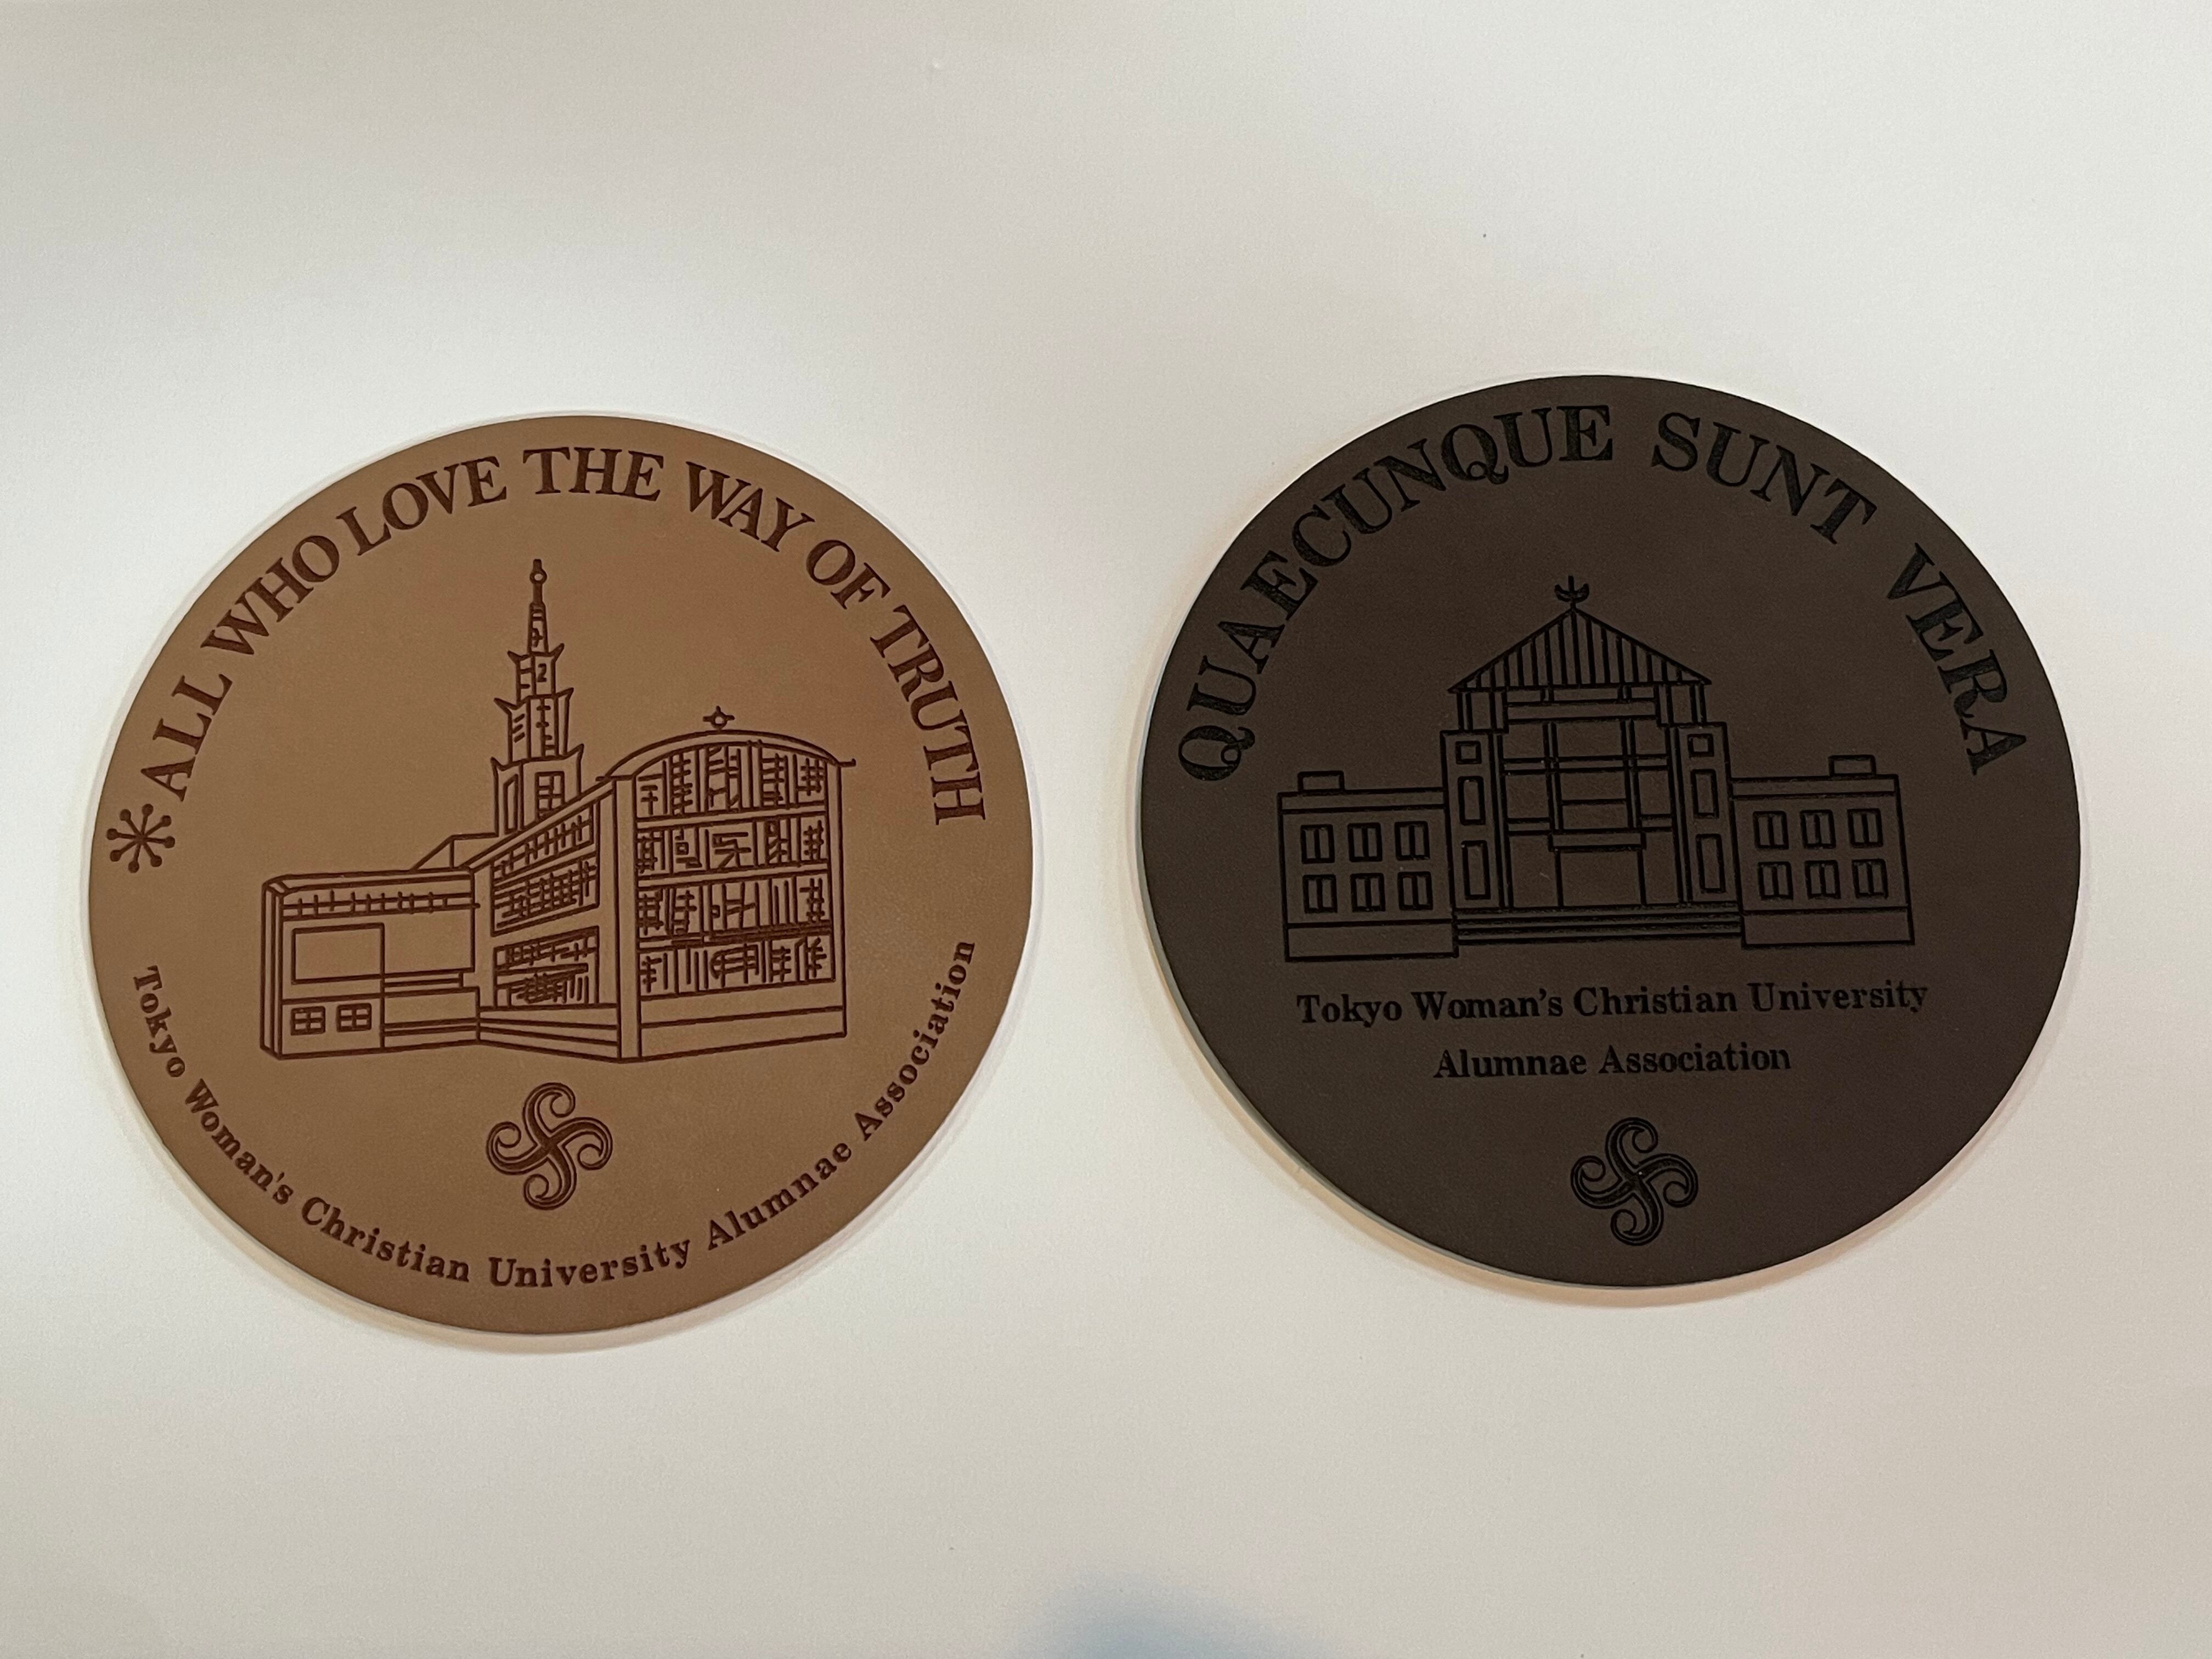 ALL WHO LOVE THE WAY OF TRUTH
Tokyo Woman's Christian University Alumnae Association
QUAECUNQUE SUNT VERA
Tokyo Woman's Christian University
Alumnae Association